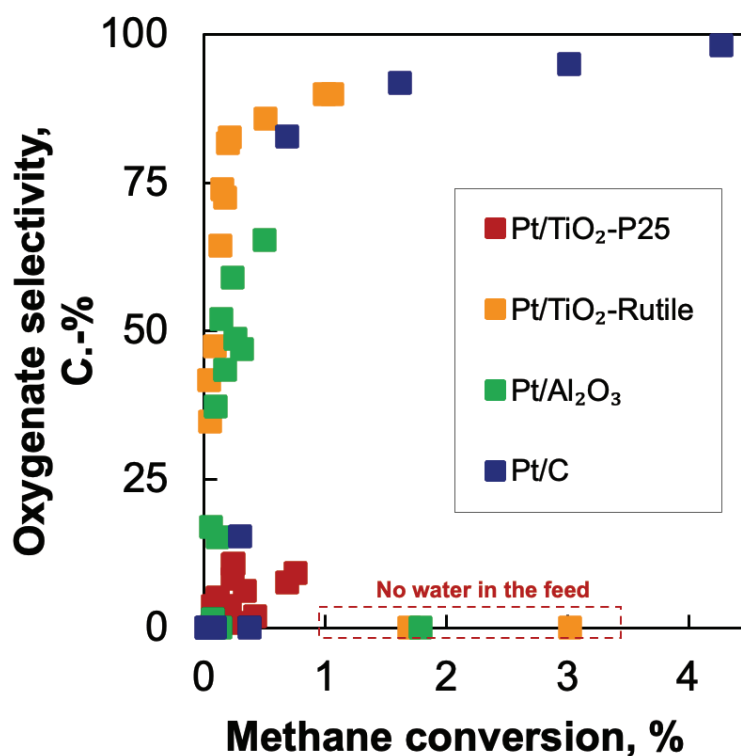 Oxygenate selectivity,
C.-%
100
75
50
25
0
Pt/TiO₂-P25
Pt/TiO₂-Rutile
Pt/Al₂O₃
Pt/C
No water in the feed
0 1 2 3 4
Methane conversion, %